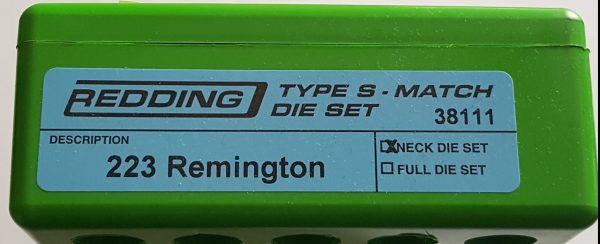 REDDING TYPE S - MATCH
DIE SET 38111
DESCRIPTION
223 Remington
☒ NECK DIE SET
☐ FULL DIE SET